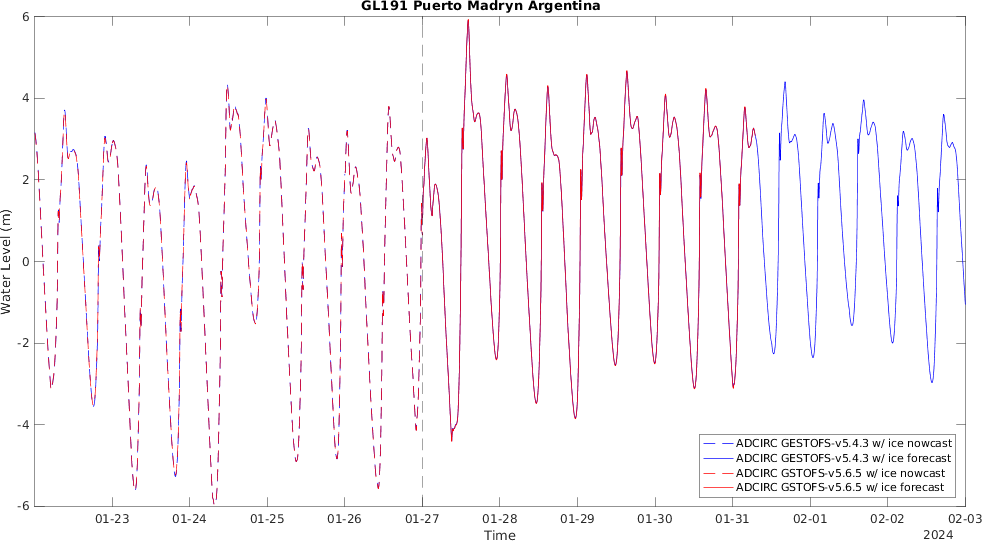 GL191 Puerto Madryn Argentina
6
4
2
0
-2
-4
-6
Water Level (m)
01-23 01-24 01-25 01-26 01-27 01-28 01-29 01-30 01-31 02-01 02-02 02-03
Time
2024
ADCIRC GESTOFS-v5.4.3 w/ ice nowcast
ADCIRC GESTOFS-v5.4.3 w/ ice forecast
ADCIRC GSTOFS-v5.6.5 w/ ice nowcast
ADCIRC GSTOFS-v5.6.5 w/ ice forecast